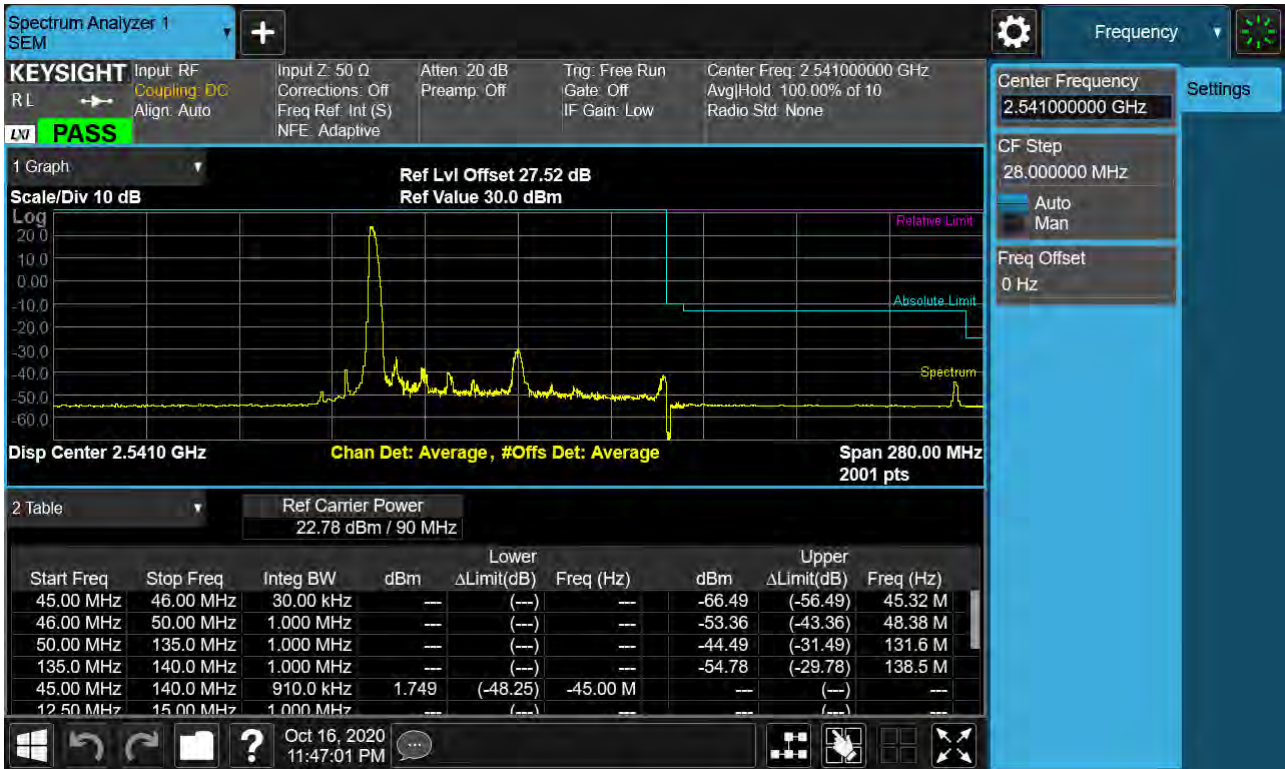 Spectrum Analyzer 1
SEM
Frequency
KEYSIGHT
Input: RF
Coupling: DC
Align: Auto
Input Z: 50 Ω
Corrections: Off
Freq Ref: Int (S)
NFE: Adaptive
Atten: 20 dB
Preamp: Off
Trig: Free Run
Gate: Off
IF Gain: Low
Center Freq: 2.541000000 GHz
Avg|Hold: 100.00% of 10
Radio Std: None
R L
LXI
PASS
Center Frequency
2.541000000 GHz
Settings
CF Step
28.000000 MHz
Auto
Man
Freq Offset
0 Hz
1 Graph
Ref Lvl Offset 27.52 dB
Scale/Div 10 dB
Ref Value 30.0 dBm
Log
20.0
10.0
0.00
-10.0
-20.0
-30.0
-40.0
-50.0
-60.0
Relative Limit
Absolute Limit
Spectrum
Disp Center 2.5410 GHz
Chan Det: Average, #Offs Det: Average
Span 280.00 MHz
2001 pts
2 Table
Ref Carrier Power
22.78 dBm / 90 MHz
Lower Upper
Start Freq Stop Freq Integ BW dBm ΔLimit(dB) Freq (Hz) dBm ΔLimit(dB) Freq (Hz)
45.00 MHz 46.00 MHz 30.00 kHz --- (---) --- -66.49 (-56.49) 45.32 M
46.00 MHz 50.00 MHz 1.000 MHz --- (---) --- -53.36 (-43.36) 48.38 M
50.00 MHz 135.0 MHz 1.000 MHz --- (---) --- -44.49 (-31.49) 131.6 M
135.0 MHz 140.0 MHz 1.000 MHz --- (---) --- -54.78 (-29.78) 138.5 M
45.00 MHz 140.0 MHz 910.0 kHz 1.749 (-48.25) -45.00 M --- (---) ---
12.50 MHz 15.00 MHz 1.000 MHz --- (---) --- --- (---) ---
Oct 16, 2020
11:47:01 PM